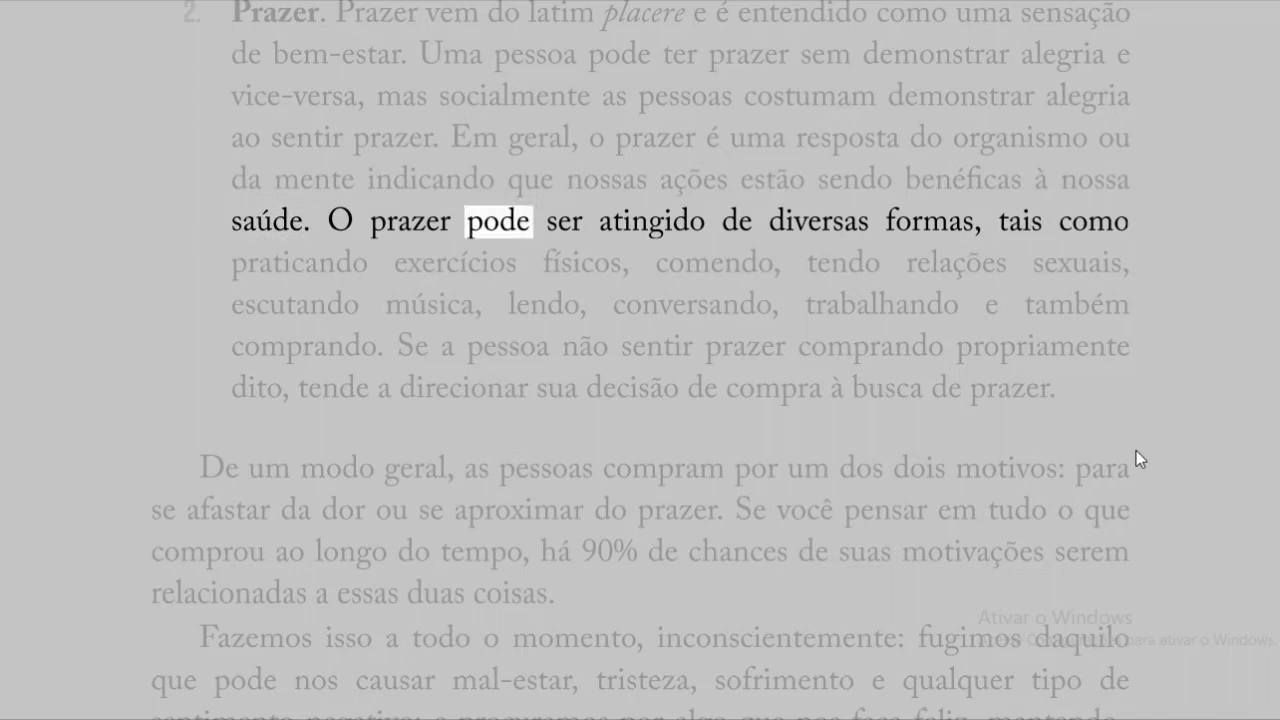 2. Prazer. Prazer vem do latim placere e é entendido como uma sensação
de bem-estar. Uma pessoa pode ter prazer sem demonstrar alegria e
vice-versa, mas socialmente as pessoas costumam demonstrar alegria
ao sentir prazer. Em geral, o prazer é uma resposta do organismo ou
da mente indicando que nossas ações estão sendo benéficas à nossa
saúde. O prazer pode ser atingido de diversas formas, tais como
praticando exercícios físicos, comendo, tendo relações sexuais,
escutando música, lendo, conversando, trabalhando e também
comprando. Se a pessoa não sentir prazer comprando propriamente
dito, tende a direcionar sua decisão de compra à busca de prazer.
De um modo geral, as pessoas compram por um dos dois motivos: para
se afastar da dor ou se aproximar do prazer. Se você pensar em tudo o que
comprou ao longo do tempo, há 90% de chances de suas motivações serem
relacionadas a essas duas coisas.
Ativar o Windows
Fazemos isso a todo o momento, inconscientemente: fugimos daquilo
para ativar o Windows.
que pode nos causar mal-estar, tristeza, sofrimento e qualquer tipo de